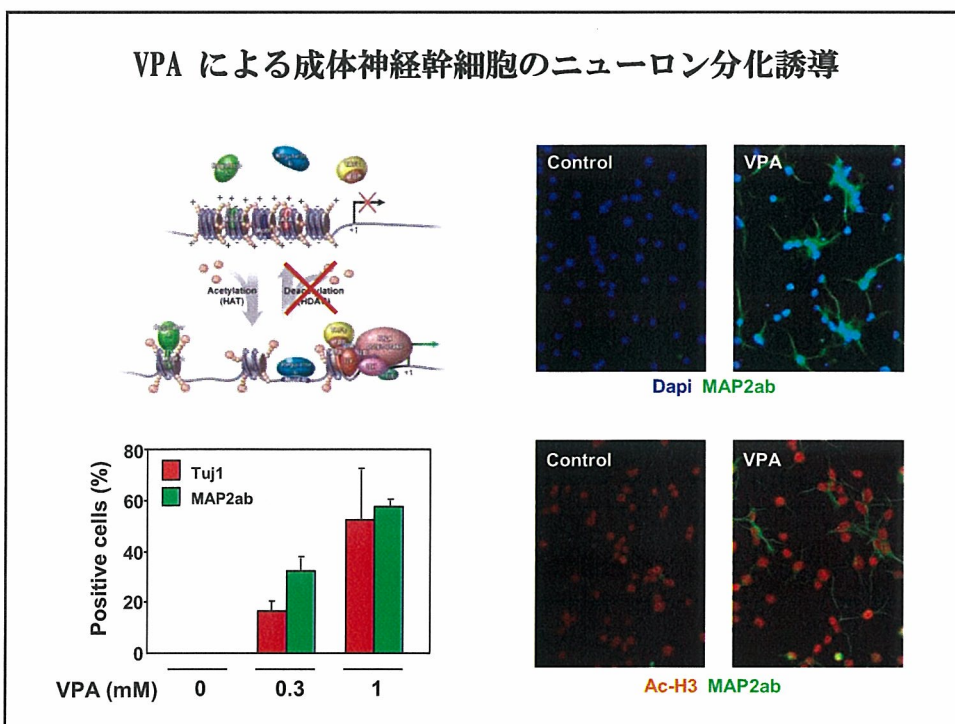 VPA による成体神経幹細胞のニューロン分化誘導
+1
Acetylation
(HAT)
+1
Control
VPA
Dapi MAP2ab
80
60
40
20
0
Positive cells (%)
Tuj1
MAP2ab
VPA (mM)
0
0.3
1
Control
VPA
Ac-H3 MAP2ab